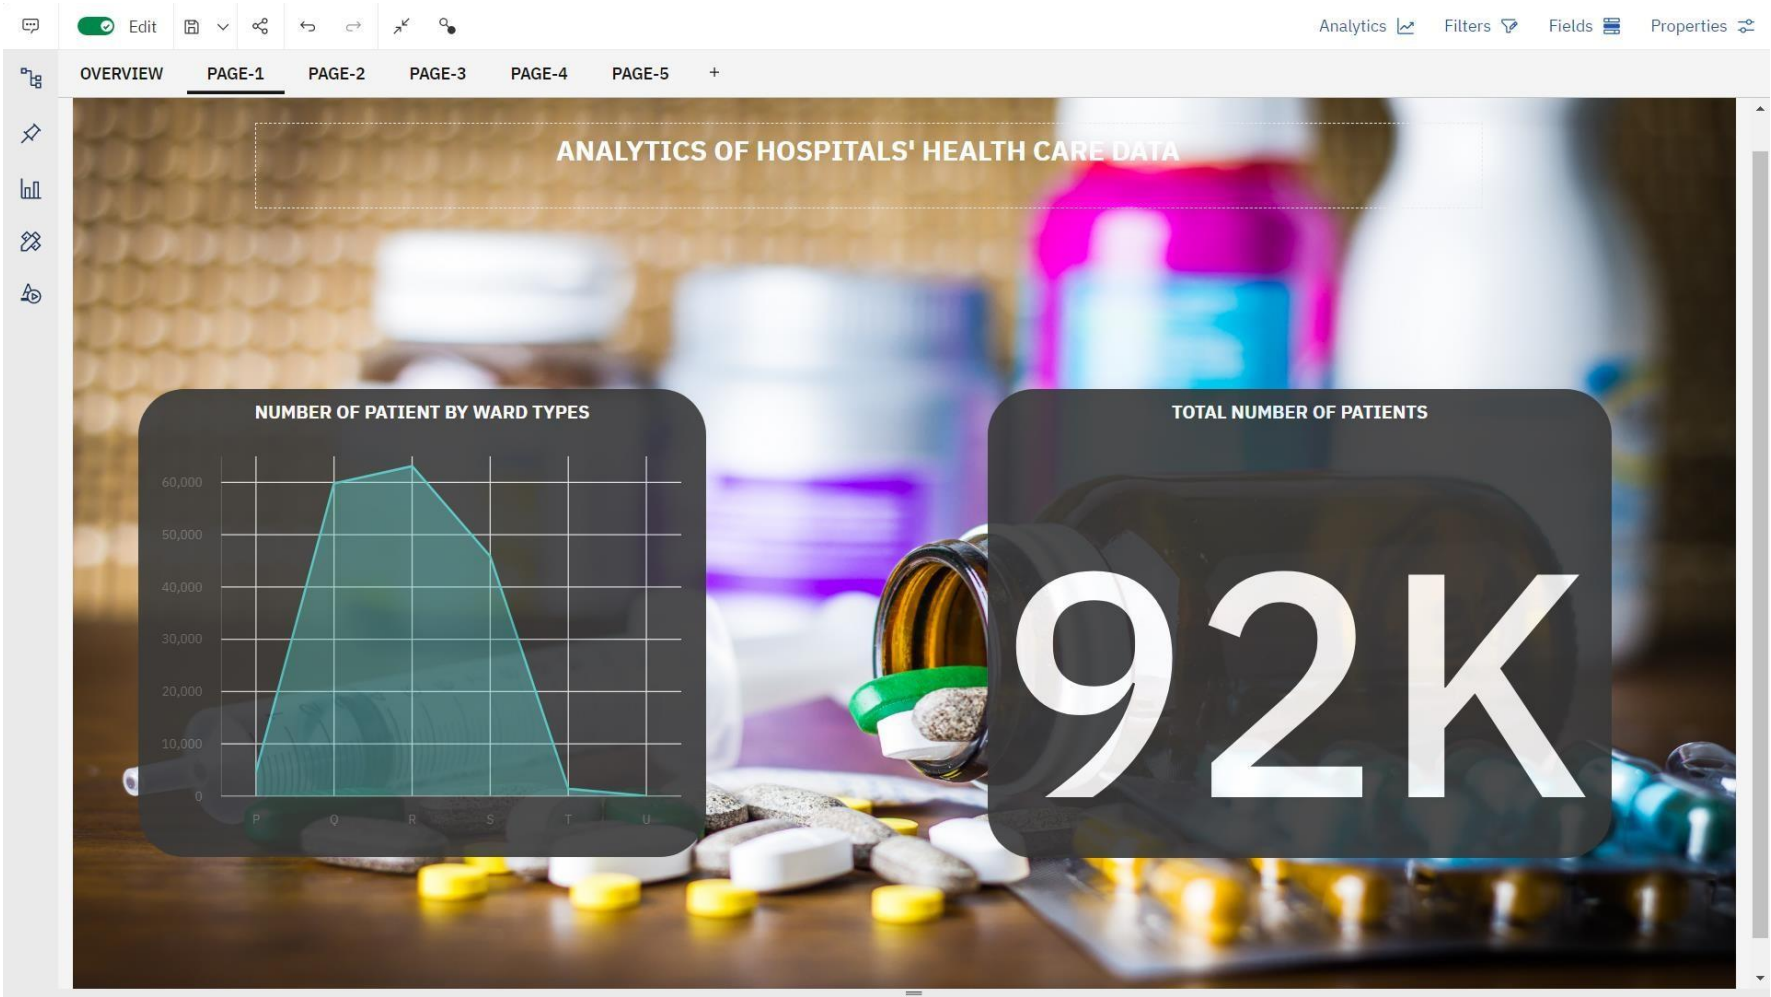 Edit
Analytics
Filters
Fields
Properties
OVERVIEW
PAGE-1
PAGE-2
PAGE-3
PAGE-4
PAGE-5
+
ANALYTICS OF HOSPITALS' HEALTH CARE DATA
NUMBER OF PATIENT BY WARD TYPES
60,000
50,000
40,000
30,000
20,000
10,000
0
P Q R S T U
TOTAL NUMBER OF PATIENTS
92K